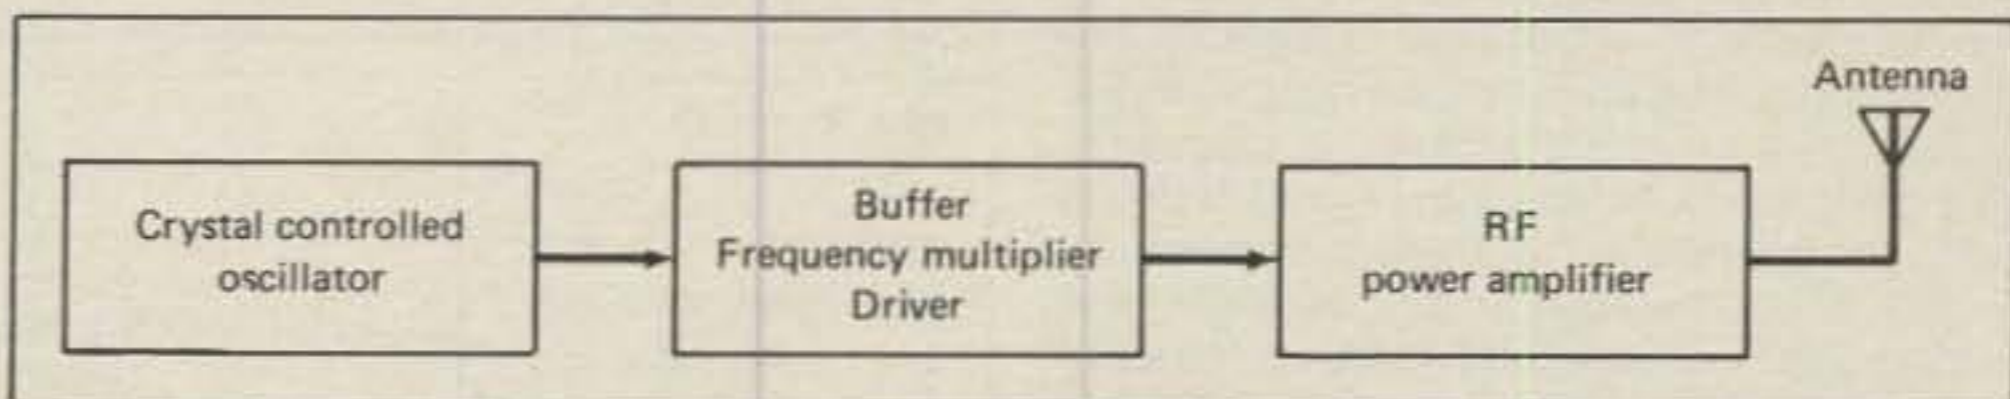 Antenna
Crystal controlled
oscillator
Buffer
Frequency multiplier
Driver
RF
power amplifier